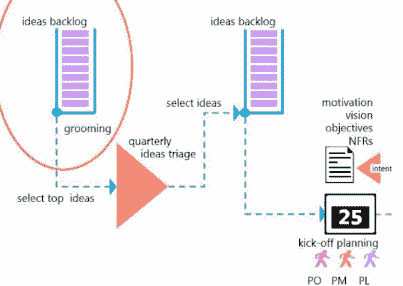 ideas backlog
ideas backlog
select ideas
grooming
quarterly
ideas triage
select top ideas
motivation
vision
objectives
NFRs
intent
25
kick-off planning
PO PM PL